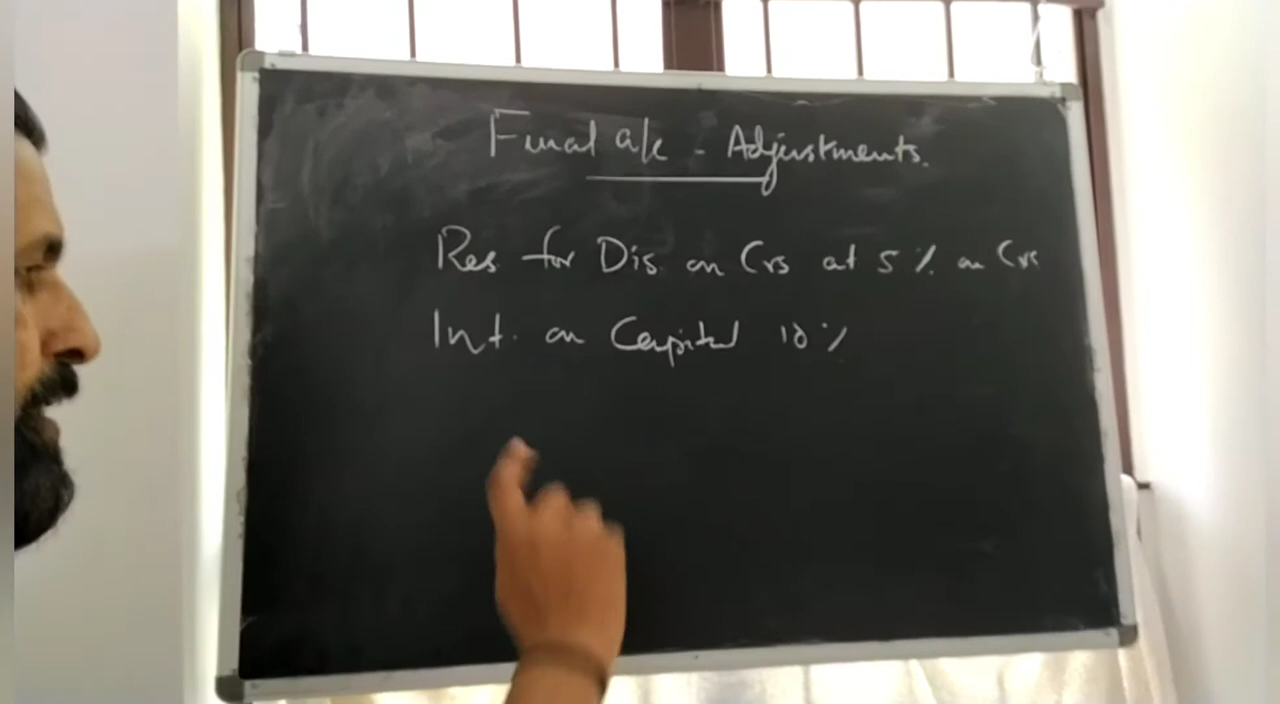 Final a/c - Adjustments.
Res for Dis on Crs at 5% on Crs
Int. on Capital 10%